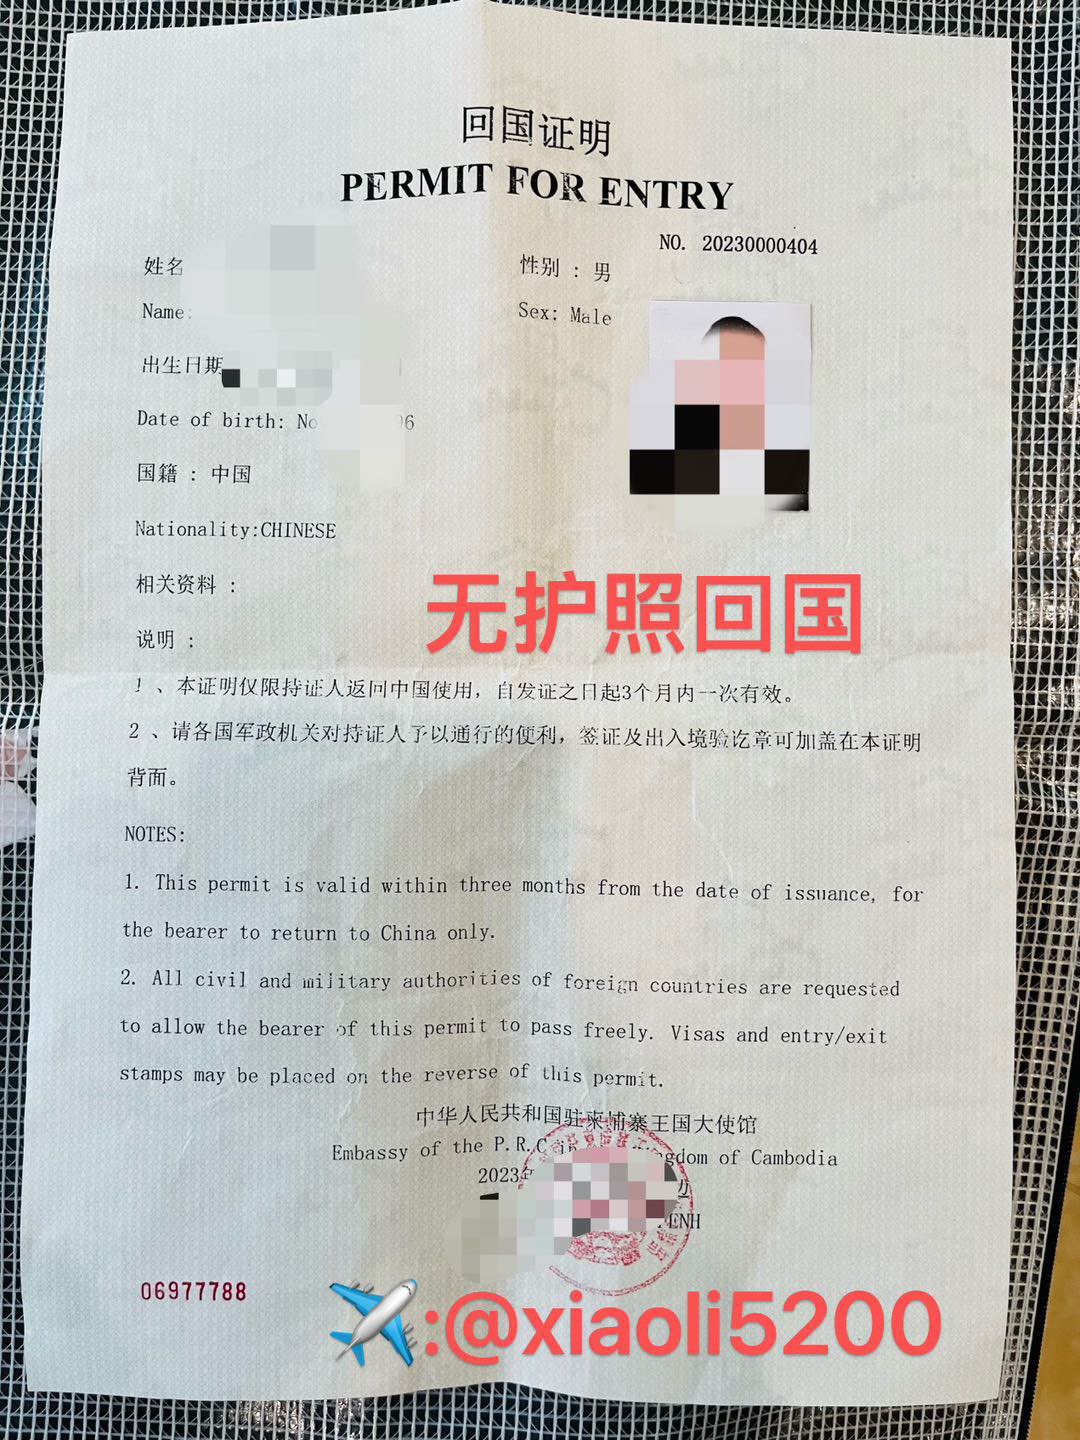 回国证明
PERMIT FOR ENTRY
NO. 20230000404
姓名
性别 : 男
Name:
Sex: Male
出生日期
Date of birth: No 96
国籍 : 中国
Nationality:CHINESE
相关资料 :
无护照回国
说明 :
1 、本证明仅限持证人返回中国使用，自发证之日起3个月内一次有效。
2 、请各国军政机关对持证人予以通行的便利，签证及出入境验讫章可加盖在本证明
背面。
NOTES:
1. This permit is valid within three months from the date of issuance, for
the bearer to return to China only.
2. All civil and military authorities of foreign countries are requested
to allow the bearer of this permit to pass freely. Visas and entry/exit
stamps may be placed on the reverse of this permit.
中华人民共和国驻柬埔寨王国大使馆
Embassy of the P.R.C of Cambodia
2023年
ENH
06977788
:@xiaoli5200